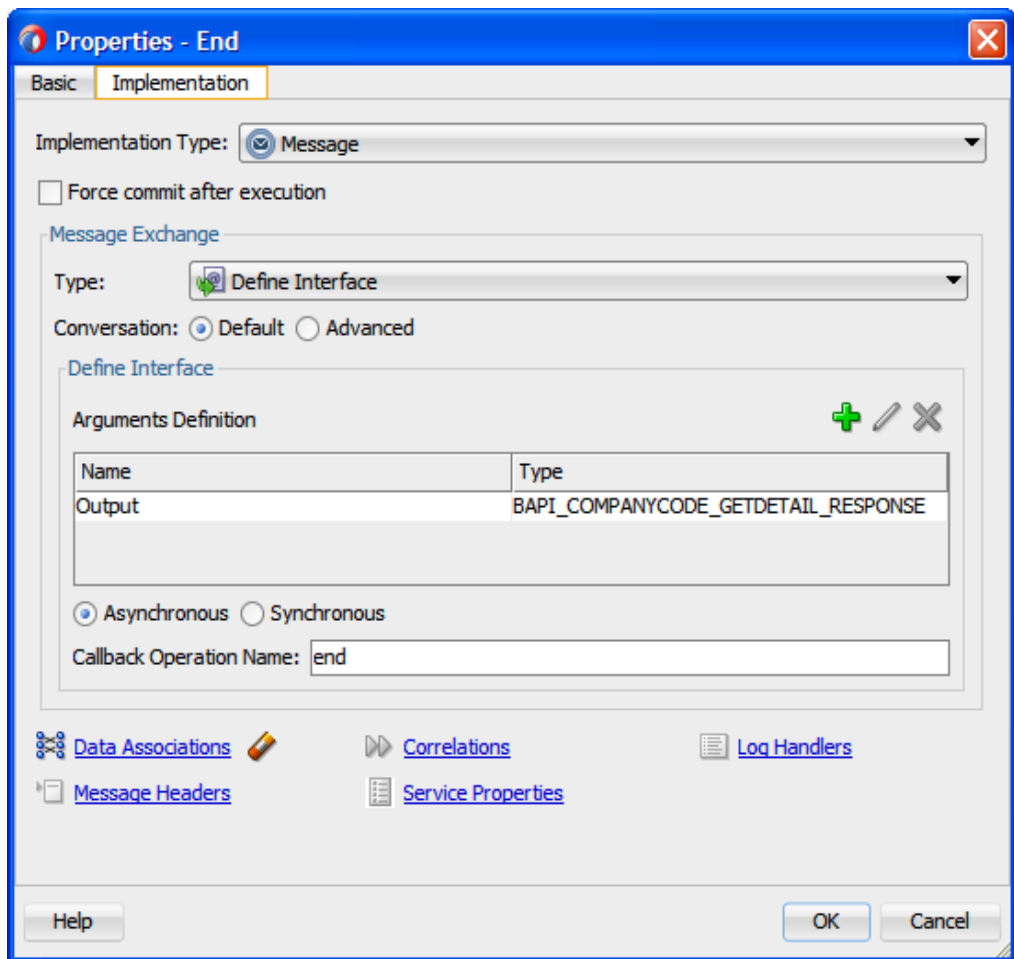 Properties - End
Basic Implementation
Implementation Type: Message
Force commit after execution
Message Exchange
Type: Define Interface
Conversation: Default Advanced
Define Interface
Arguments Definition
Name Type
Output BAPI_COMPANYCODE_GETDETAIL_RESPONSE
Asynchronous Synchronous
Callback Operation Name: end
Data Associations Correlations Log Handlers
Message Headers Service Properties
Help OK Cancel